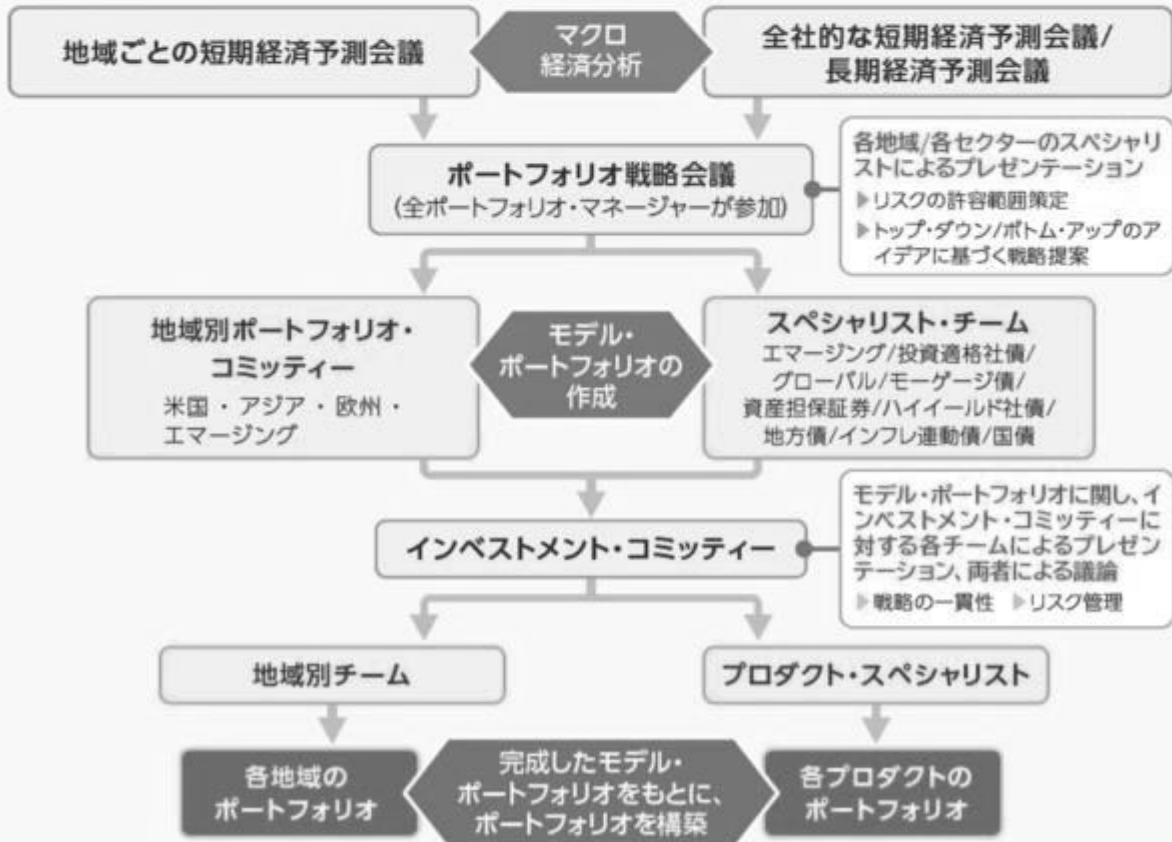 地域ごとの短期経済予測会議
マクロ
経済分析
全社的な短期経済予測会議/
長期経済予測会議
ポートフォリオ戦略会議
(全ポートフォリオ・マネージャーが参加)
各地域/各セクターのスペシャリ
ストによるプレゼンテーション
▶リスクの許容範囲策定
▶トップ・ダウン/ボトム・アップのア
イデアに基づく戦略提案
地域別ポートフォリオ・
コミッティー
米国・アジア・欧州・
エマージング
モデル・
ポートフォリオの
作成
スペシャリスト・チーム
エマージング/投資適格社債/
グローバル/モーゲージ債/
資産担保証券/ハイイールド社債/
地方債/インフレ連動債/国債
インベストメント・コミッティー
モデル・ポートフォリオに関し、イ
ンベストメント・コミッティーに
対する各チームによるプレゼン
テーション、両者による議論
▶戦略の一貫性 ▶リスク管理
地域別チーム
プロダクト・スペシャリスト
各地域の
ポートフォリオ
完成したモデル・
ポートフォリオをもとに、
ポートフォリオを構築
各プロダクトの
ポートフォリオ